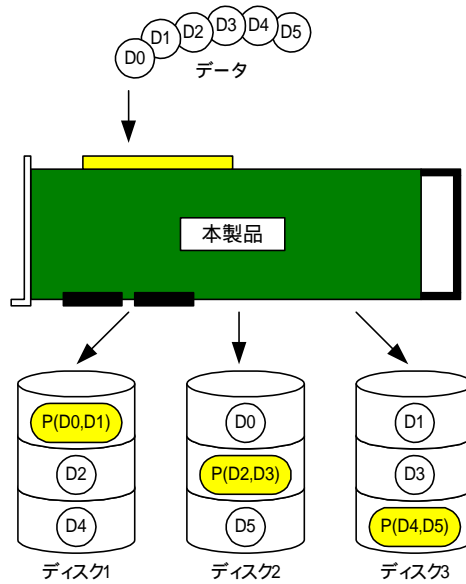 D0 D1 D2 D3 D4 D5
データ
本製品
P(D0,D1)
D2
D4
ディスク1
D0
P(D2,D3)
D5
ディスク2
D1
D3
P(D4,D5)
ディスク3